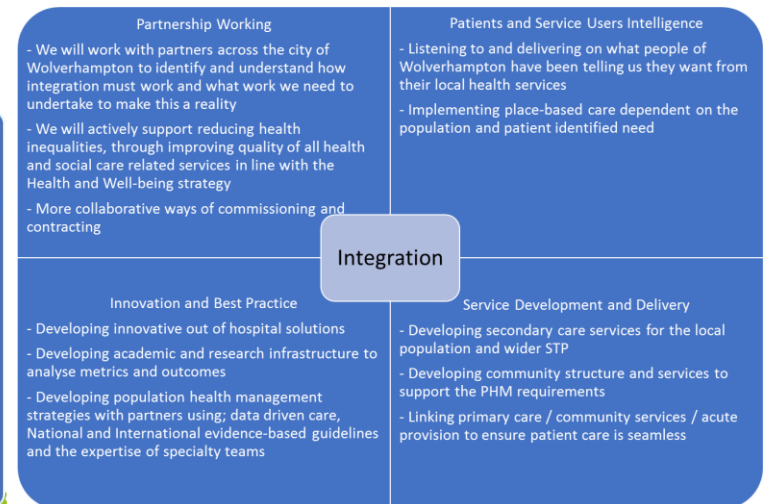 Partnership Working
- We will work with partners across the city of
Wolverhampton to identify and understand how
integration must work and what work we need to
undertake to make this a reality
- We will actively support reducing health
inequalities, through improving quality of all health
and social care related services in line with the
Health and Well-being strategy
- More collaborative ways of commissioning and
contracting
Patients and Service Users Intelligence
- Listening to and delivering on what people of
Wolverhampton have been telling us they want from
their local health services
- Implementing place-based care dependent on the
population and patient identified need
Integration
Innovation and Best Practice
- Developing innovative out of hospital solutions
- Developing academic and research infrastructure to
analyse metrics and outcomes
- Developing population health management
strategies with partners using; data driven care,
National and International evidence-based guidelines
and the expertise of specialty teams
Service Development and Delivery
- Developing secondary care services for the local
population and wider STP
- Developing community structure and services to
support the PHM requirements
- Linking primary care / community services / acute
provision to ensure patient care is seamless